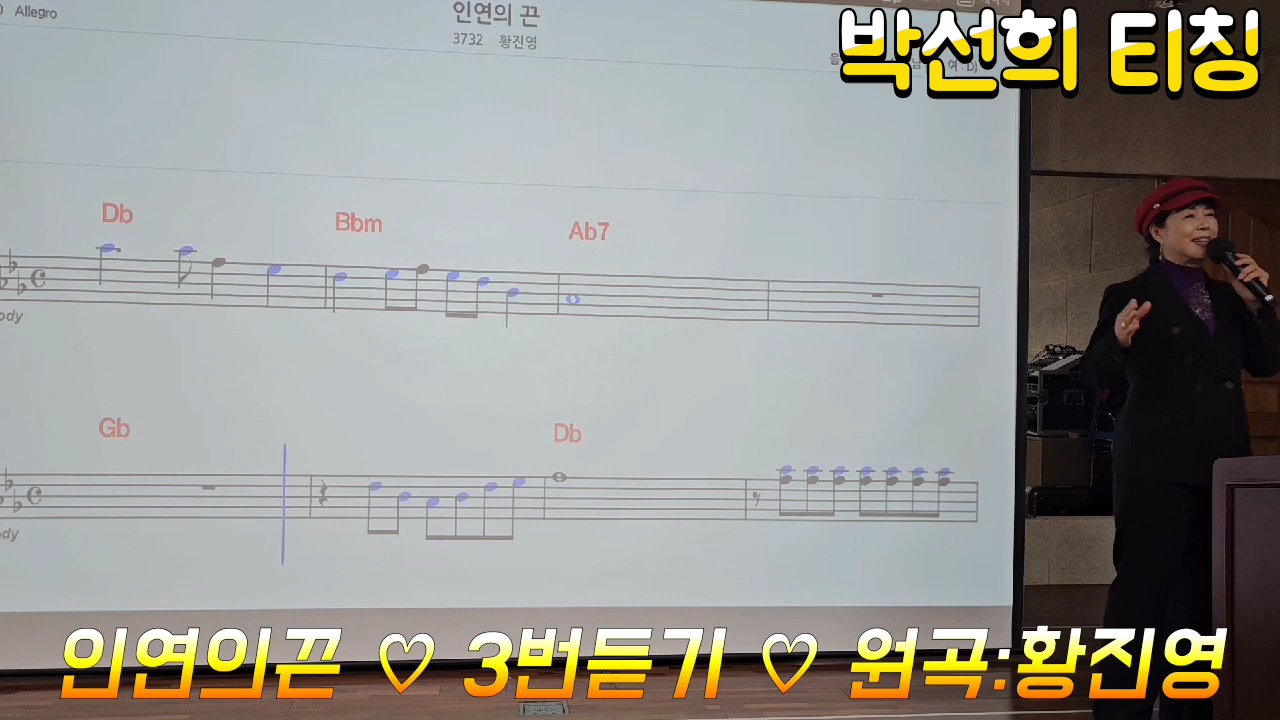 Allegro
인연의 끈
3732 황진영
박선희 티칭
여 : D)
Db Bbm Ab7
ody
Gb Db
ody
인연의끈 ♡ 3번듣기 ♡ 원곡:황진영